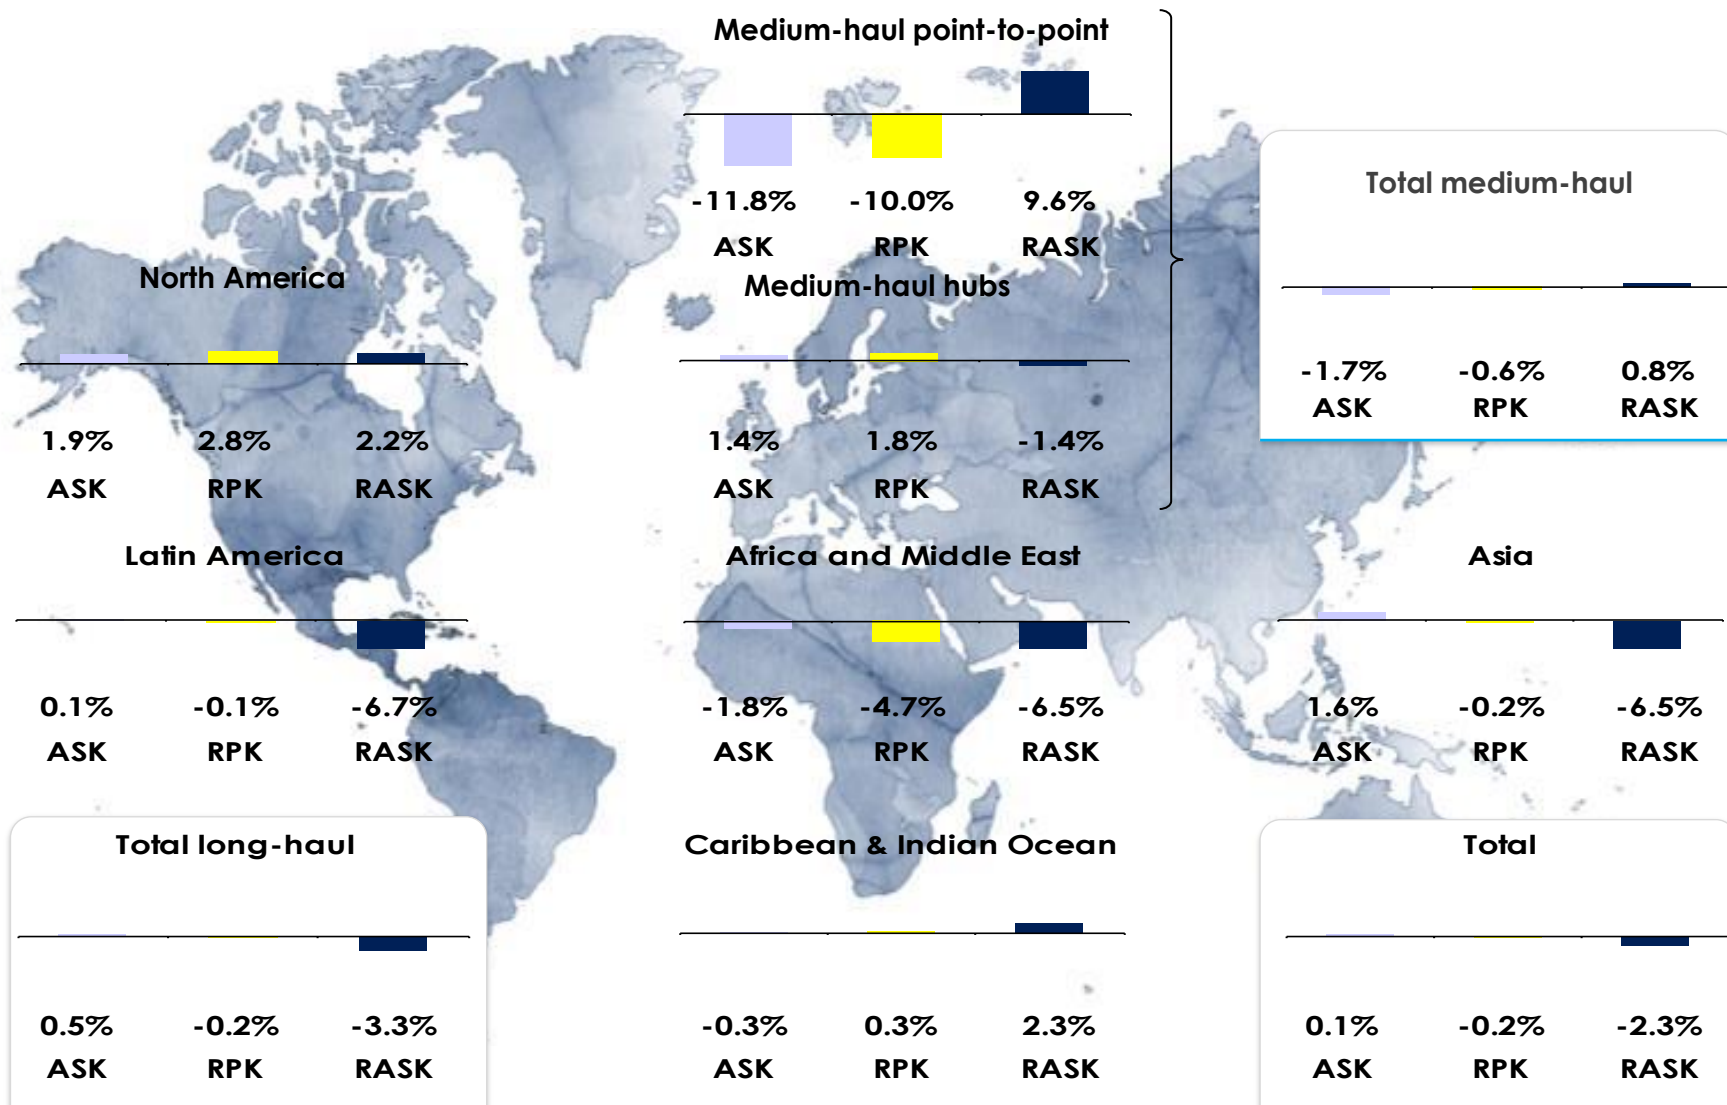 Medium-haul point-to-point
-11.8% -10.0% 9.6%
ASK RPK RASK
Total medium-haul
-1.7% -0.6% 0.8%
ASK RPK RASK
North America
1.9% 2.8% 2.2%
ASK RPK RASK
Medium-haul hubs
1.4% 1.8% -1.4%
ASK RPK RASK
Latin America
0.1% -0.1% -6.7%
ASK RPK RASK
Africa and Middle East
-1.8% -4.7% -6.5%
ASK RPK RASK
Asia
1.6% -0.2% -6.5%
ASK RPK RASK
Total long-haul
0.5% -0.2% -3.3%
ASK RPK RASK
Caribbean & Indian Ocean
-0.3% 0.3% 2.3%
ASK RPK RASK
Total
0.1% -0.2% -2.3%
ASK RPK RASK